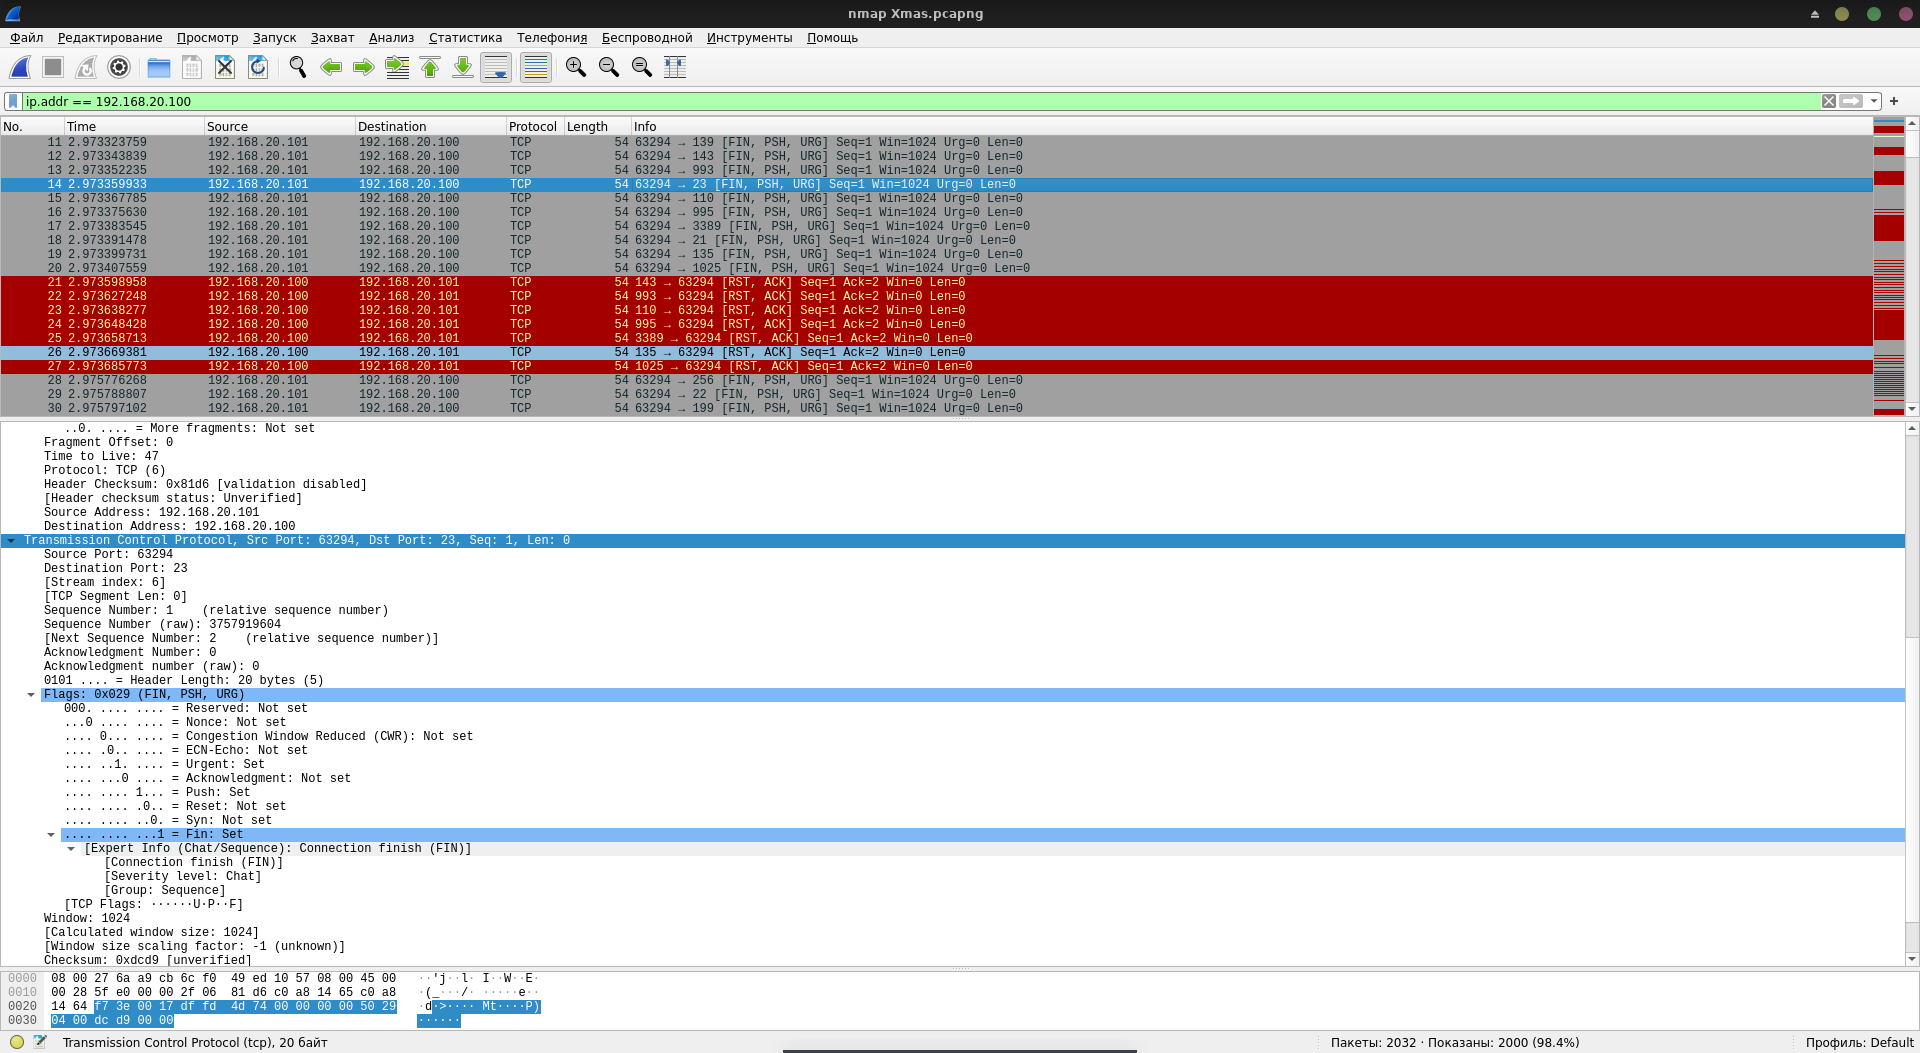 nmap Xmas.pcapng
Файл Редактирование Просмотр Запуск Захват Анализ Статистика Телефония Беспроводной Инструменты Помощь
ip.addr == 192.168.20.100
No. Time Source Destination Protocol Length Info
11 2.973323759 192.168.20.101 192.168.20.100 TCP 54 63294 → 139 [FIN, PSH, URG] Seq=1 Win=1024 Urg=0 Len=0
12 2.973343839 192.168.20.101 192.168.20.100 TCP 54 63294 → 143 [FIN, PSH, URG] Seq=1 Win=1024 Urg=0 Len=0
13 2.973352235 192.168.20.101 192.168.20.100 TCP 54 63294 → 993 [FIN, PSH, URG] Seq=1 Win=1024 Urg=0 Len=0
14 2.973359933 192.168.20.101 192.168.20.100 TCP 54 63294 → 23 [FIN, PSH, URG] Seq=1 Win=1024 Urg=0 Len=0
15 2.973367785 192.168.20.101 192.168.20.100 TCP 54 63294 → 110 [FIN, PSH, URG] Seq=1 Win=1024 Urg=0 Len=0
16 2.973375630 192.168.20.101 192.168.20.100 TCP 54 63294 → 995 [FIN, PSH, URG] Seq=1 Win=1024 Urg=0 Len=0
17 2.973383545 192.168.20.101 192.168.20.100 TCP 54 63294 → 3389 [FIN, PSH, URG] Seq=1 Win=1024 Urg=0 Len=0
18 2.973391478 192.168.20.101 192.168.20.100 TCP 54 63294 → 21 [FIN, PSH, URG] Seq=1 Win=1024 Urg=0 Len=0
19 2.973399731 192.168.20.101 192.168.20.100 TCP 54 63294 → 135 [FIN, PSH, URG] Seq=1 Win=1024 Urg=0 Len=0
20 2.973407559 192.168.20.101 192.168.20.100 TCP 54 63294 → 1025 [FIN, PSH, URG] Seq=1 Win=1024 Urg=0 Len=0
21 2.973598958 192.168.20.100 192.168.20.101 TCP 54 143 → 63294 [RST, ACK] Seq=1 Ack=2 Win=0 Len=0
22 2.973627248 192.168.20.100 192.168.20.101 TCP 54 993 → 63294 [RST, ACK] Seq=1 Ack=2 Win=0 Len=0
23 2.973638277 192.168.20.100 192.168.20.101 TCP 54 110 → 63294 [RST, ACK] Seq=1 Ack=2 Win=0 Len=0
24 2.973648428 192.168.20.100 192.168.20.101 TCP 54 995 → 63294 [RST, ACK] Seq=1 Ack=2 Win=0 Len=0
25 2.973658713 192.168.20.100 192.168.20.101 TCP 54 3389 → 63294 [RST, ACK] Seq=1 Ack=2 Win=0 Len=0
26 2.973669381 192.168.20.100 192.168.20.101 TCP 54 135 → 63294 [RST, ACK] Seq=1 Ack=2 Win=0 Len=0
27 2.973685773 192.168.20.100 192.168.20.101 TCP 54 1025 → 63294 [RST, ACK] Seq=1 Ack=2 Win=0 Len=0
28 2.975776268 192.168.20.101 192.168.20.100 TCP 54 63294 → 256 [FIN, PSH, URG] Seq=1 Win=1024 Urg=0 Len=0
29 2.975788807 192.168.20.101 192.168.20.100 TCP 54 63294 → 22 [FIN, PSH, URG] Seq=1 Win=1024 Urg=0 Len=0
30 2.975797102 192.168.20.101 192.168.20.100 TCP 54 63294 → 199 [FIN, PSH, URG] Seq=1 Win=1024 Urg=0 Len=0
..0. .... = More fragments: Not set
Fragment Offset: 0
Time to Live: 47
Protocol: TCP (6)
Header Checksum: 0x81d6 [validation disabled]
[Header checksum status: Unverified]
Source Address: 192.168.20.101
Destination Address: 192.168.20.100
Transmission Control Protocol, Src Port: 63294, Dst Port: 23, Seq: 1, Len: 0
Source Port: 63294
Destination Port: 23
[Stream index: 6]
[TCP Segment Len: 0]
Sequence Number: 1    (relative sequence number)
Sequence Number (raw): 3757919604
[Next Sequence Number: 2    (relative sequence number)]
Acknowledgment Number: 0
Acknowledgment number (raw): 0
0101 .... = Header Length: 20 bytes (5)
Flags: 0x029 (FIN, PSH, URG)
000. .... .... = Reserved: Not set
...0 .... .... = Nonce: Not set
.... 0... .... = Congestion Window Reduced (CWR): Not set
.... .0.. .... = ECN-Echo: Not set
.... ..1. .... = Urgent: Set
.... ...0 .... = Acknowledgment: Not set
.... .... 1... = Push: Set
.... .... .0.. = Reset: Not set
.... .... ..0. = Syn: Not set
.... .... ...1 = Fin: Set
[Expert Info (Chat/Sequence): Connection finish (FIN)]
[Connection finish (FIN)]
[Severity level: Chat]
[Group: Sequence]
[TCP Flags: ······U·P··F]
Window: 1024
[Calculated window size: 1024]
[Window size scaling factor: -1 (unknown)]
Checksum: 0xdcd9 [unverified]
0000 08 00 27 6a a9 cb 6c f0 49 ed 10 57 08 00 45 00 ··'j··l· I··W··E·
0010 00 28 5f e0 00 00 2f 06 81 d6 c0 a8 14 65 c0 a8 ·(_···/· ·····e··
0020 14 64 f7 3e 00 17 df fd 4d 74 00 00 00 00 50 29 ·d·>···· Mt····P)
0030 04 00 dc d9 00 00 ······
Transmission Control Protocol (tcp), 20 байт Пакеты: 2032 · Показаны: 2000 (98.4%) Профиль: Default